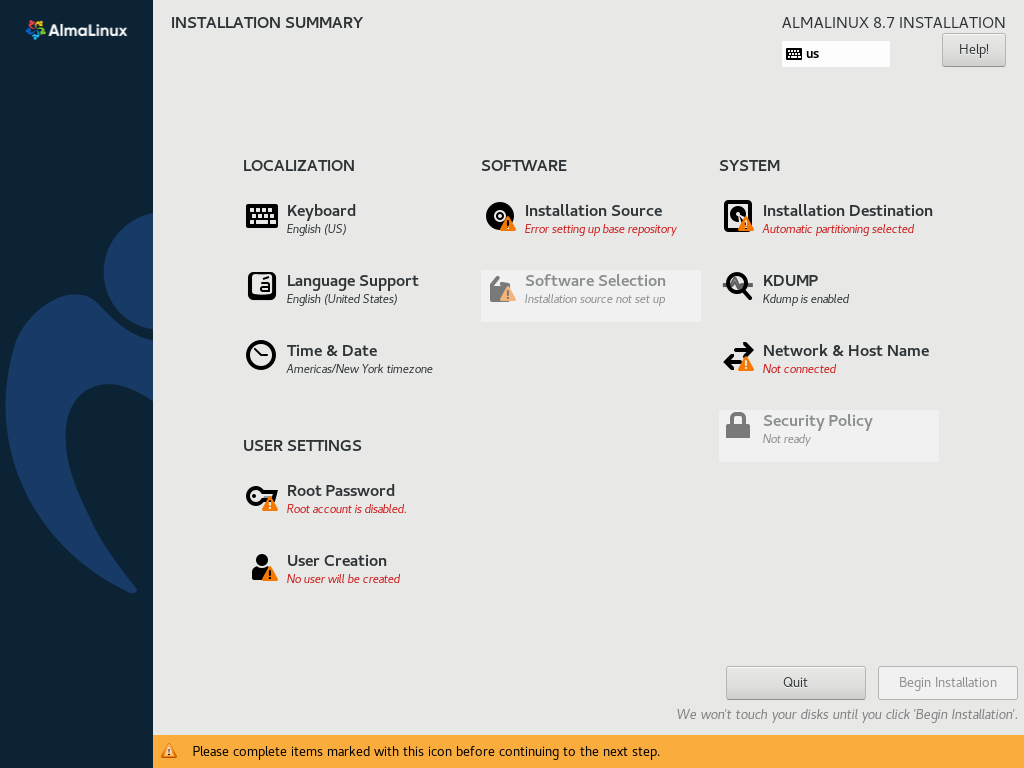 AlmaLinux
INSTALLATION SUMMARY
ALMALINUX 8.7 INSTALLATION
us
Help!
LOCALIZATION
Keyboard
English (US)
Language Support
English (United States)
Time & Date
Americas/New York timezone
SOFTWARE
Installation Source
Error setting up base repository
Software Selection
Installation source not set up
SYSTEM
Installation Destination
Automatic partitioning selected
KDUMP
Kdump is enabled
Network & Host Name
Not connected
Security Policy
Not ready
USER SETTINGS
Root Password
Root account is disabled.
User Creation
No user will be created
Quit
Begin Installation
We won't touch your disks until you click 'Begin Installation'.
Please complete items marked with this icon before continuing to the next step.